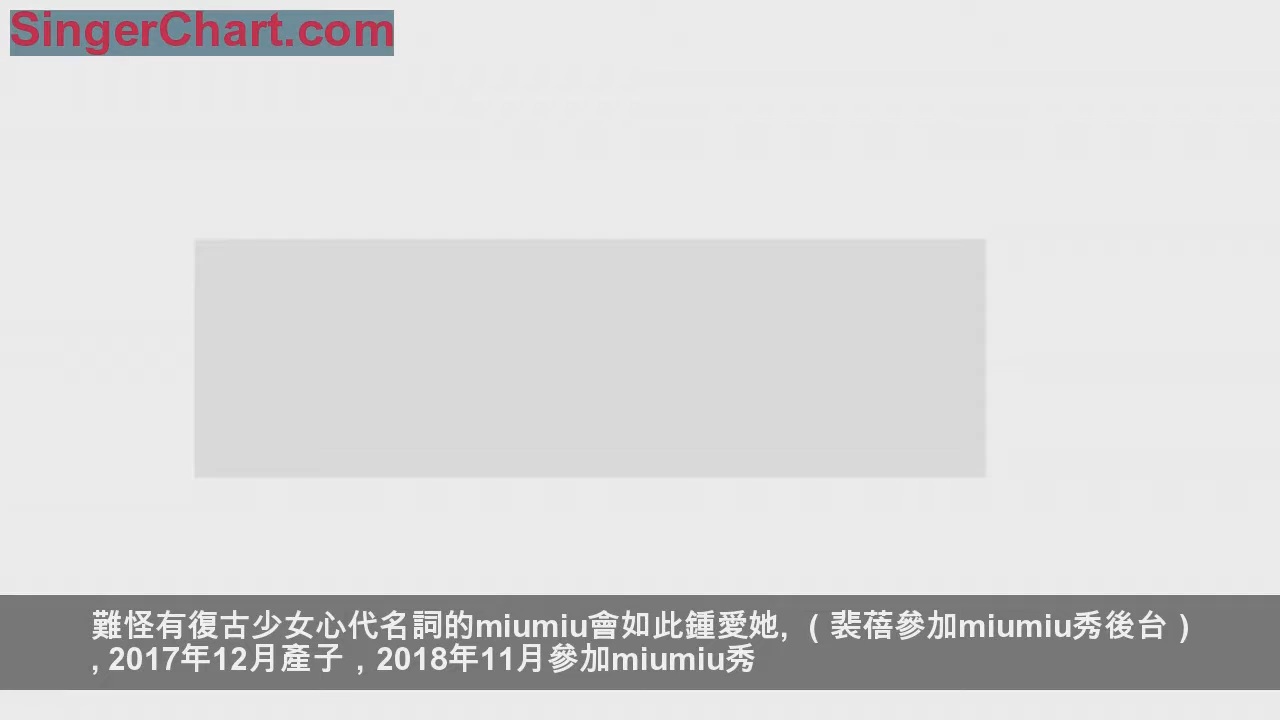 SingerChart.com
難怪有復古少女心代名詞的miumiu會如此鍾愛她, （裴蓓參加miumiu秀後台）
, 2017年12月產子，2018年11月參加miumiu秀